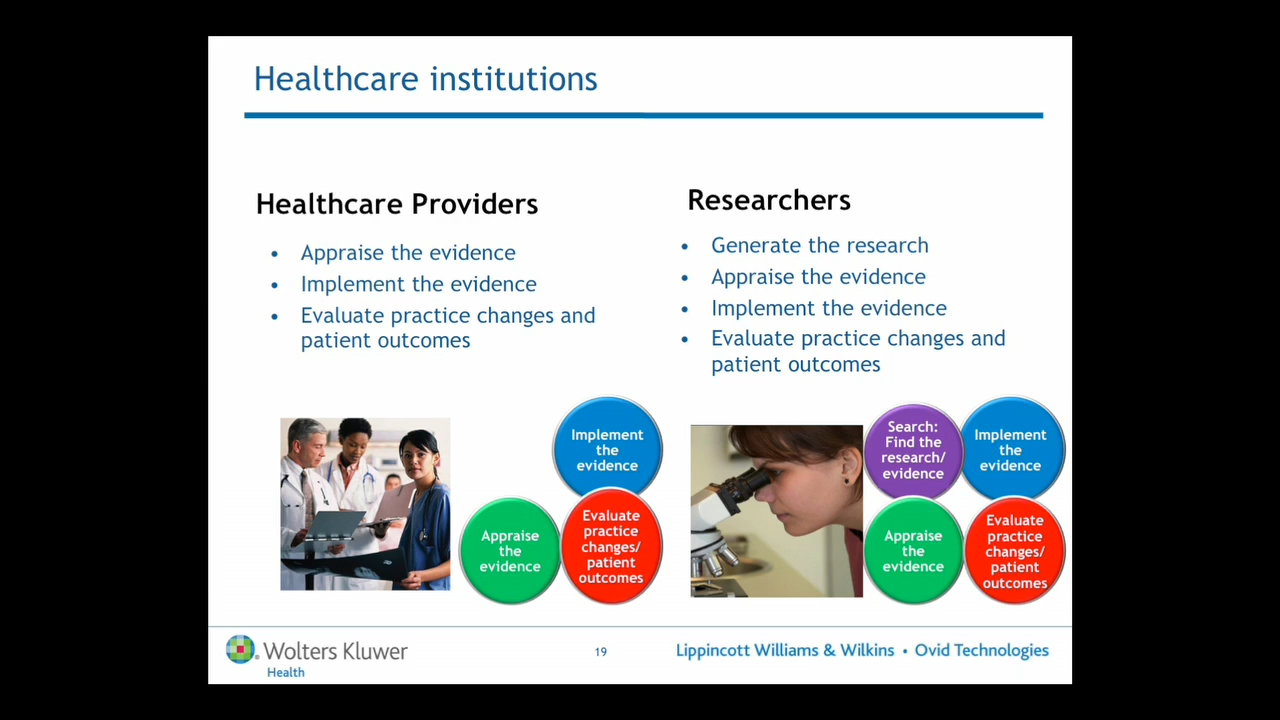 Healthcare institutions
Healthcare Providers
• Appraise the evidence
• Implement the evidence
• Evaluate practice changes and
patient outcomes
Researchers
• Generate the research
• Appraise the evidence
• Implement the evidence
• Evaluate practice changes and
patient outcomes
Implement
the
evidence
Appraise
the
evidence
Evaluate
practice
changes/
patient
outcomes
Search:
Find the
research/
evidence
Implement
the
evidence
Appraise
the
evidence
Evaluate
practice
changes/
patient
outcomes
Wolters Kluwer
Health
19
Lippincott Williams & Wilkins • Ovid Technologies